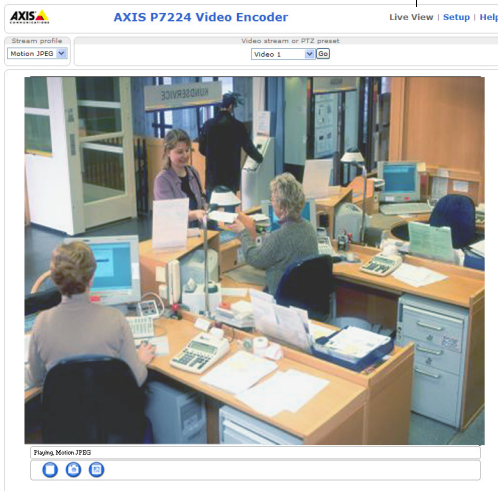 AXIS
COMMUNICATIONS
AXIS P7224 Video Encoder
Live View | Setup | Help
Stream profile
Video stream or PTZ preset
Motion JPEG
Video 1
Go
KUNDSERVICE
Playing, Motion JPEG